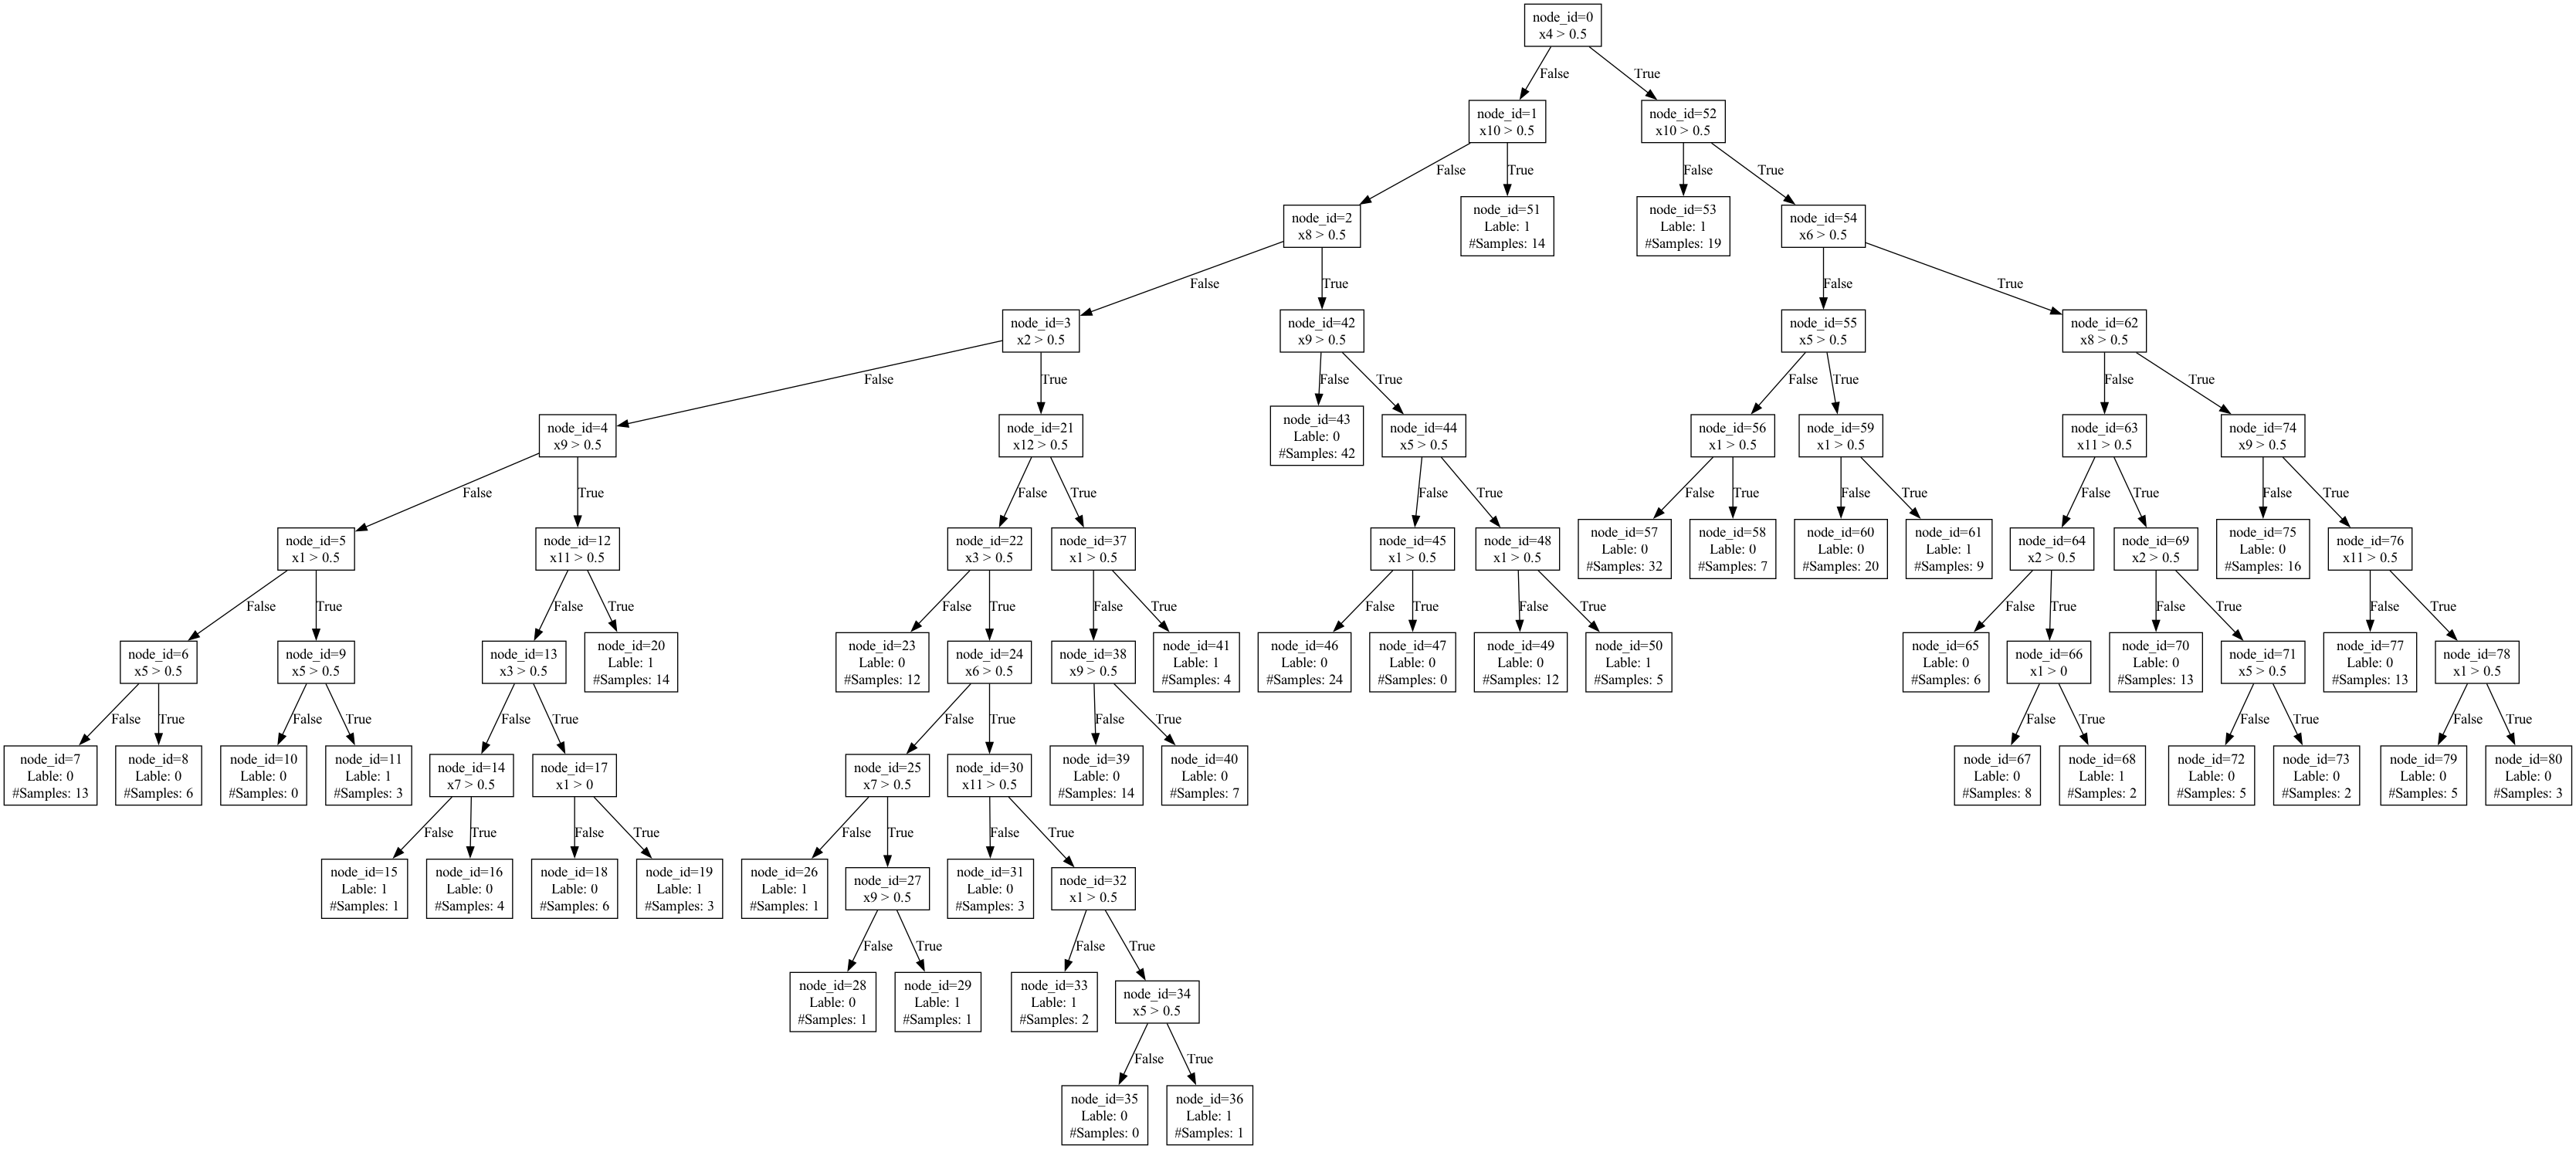 node_id=0
x4 > 0.5
False
True
node_id=1
x10 > 0.5
node_id=52
x10 > 0.5
False
True
False
True
node_id=2
x8 > 0.5
node_id=51
Lable: 1
#Samples: 14
node_id=53
Lable: 1
#Samples: 19
node_id=54
x6 > 0.5
False
True
False
True
node_id=3
x2 > 0.5
node_id=42
x9 > 0.5
node_id=55
x5 > 0.5
node_id=62
x8 > 0.5
False
True
False
True
False
True
False
True
node_id=4
x9 > 0.5
node_id=21
x12 > 0.5
node_id=43
Lable: 0
#Samples: 42
node_id=44
x5 > 0.5
node_id=56
x1 > 0.5
node_id=59
x1 > 0.5
node_id=63
x11 > 0.5
node_id=74
x9 > 0.5
False
True
False
True
False
True
False
True
False
True
False
True
False
True
node_id=5
x1 > 0.5
node_id=12
x11 > 0.5
node_id=22
x3 > 0.5
node_id=37
x1 > 0.5
node_id=45
x1 > 0.5
node_id=48
x1 > 0.5
node_id=57
Lable: 0
#Samples: 32
node_id=58
Lable: 0
#Samples: 7
node_id=60
Lable: 0
#Samples: 20
node_id=61
Lable: 1
#Samples: 9
node_id=64
x2 > 0.5
node_id=69
x2 > 0.5
node_id=75
Lable: 0
#Samples: 16
node_id=76
x11 > 0.5
False
True
False
True
False
True
False
True
False
True
False
True
False
True
False
True
False
True
node_id=6
x5 > 0.5
node_id=9
x5 > 0.5
node_id=13
x3 > 0.5
node_id=20
Lable: 1
#Samples: 14
node_id=23
Lable: 0
#Samples: 12
node_id=24
x6 > 0.5
node_id=38
x9 > 0.5
node_id=41
Lable: 1
#Samples: 4
node_id=46
Lable: 0
#Samples: 24
node_id=47
Lable: 0
#Samples: 0
node_id=49
Lable: 0
#Samples: 12
node_id=50
Lable: 1
#Samples: 5
node_id=65
Lable: 0
#Samples: 6
node_id=66
x1 > 0
node_id=70
Lable: 0
#Samples: 13
node_id=71
x5 > 0.5
node_id=77
Lable: 0
#Samples: 13
node_id=78
x1 > 0.5
False
True
False
True
False
True
False
True
False
True
False
True
False
True
False
True
node_id=7
Lable: 0
#Samples: 13
node_id=8
Lable: 0
#Samples: 6
node_id=10
Lable: 0
#Samples: 0
node_id=11
Lable: 1
#Samples: 3
node_id=14
x7 > 0.5
node_id=17
x1 > 0
node_id=25
x7 > 0.5
node_id=30
x11 > 0.5
node_id=39
Lable: 0
#Samples: 14
node_id=40
Lable: 0
#Samples: 7
node_id=67
Lable: 0
#Samples: 8
node_id=68
Lable: 1
#Samples: 2
node_id=72
Lable: 0
#Samples: 5
node_id=73
Lable: 0
#Samples: 2
node_id=79
Lable: 0
#Samples: 5
node_id=80
Lable: 0
#Samples: 3
False
True
False
True
False
True
False
True
node_id=15
Lable: 1
#Samples: 1
node_id=16
Lable: 0
#Samples: 4
node_id=18
Lable: 0
#Samples: 6
node_id=19
Lable: 1
#Samples: 3
node_id=26
Lable: 1
#Samples: 1
node_id=27
x9 > 0.5
node_id=31
Lable: 0
#Samples: 3
node_id=32
x1 > 0.5
False
True
False
True
node_id=28
Lable: 0
#Samples: 1
node_id=29
Lable: 1
#Samples: 1
node_id=33
Lable: 1
#Samples: 2
node_id=34
x5 > 0.5
False
True
node_id=35
Lable: 0
#Samples: 0
node_id=36
Lable: 1
#Samples: 1